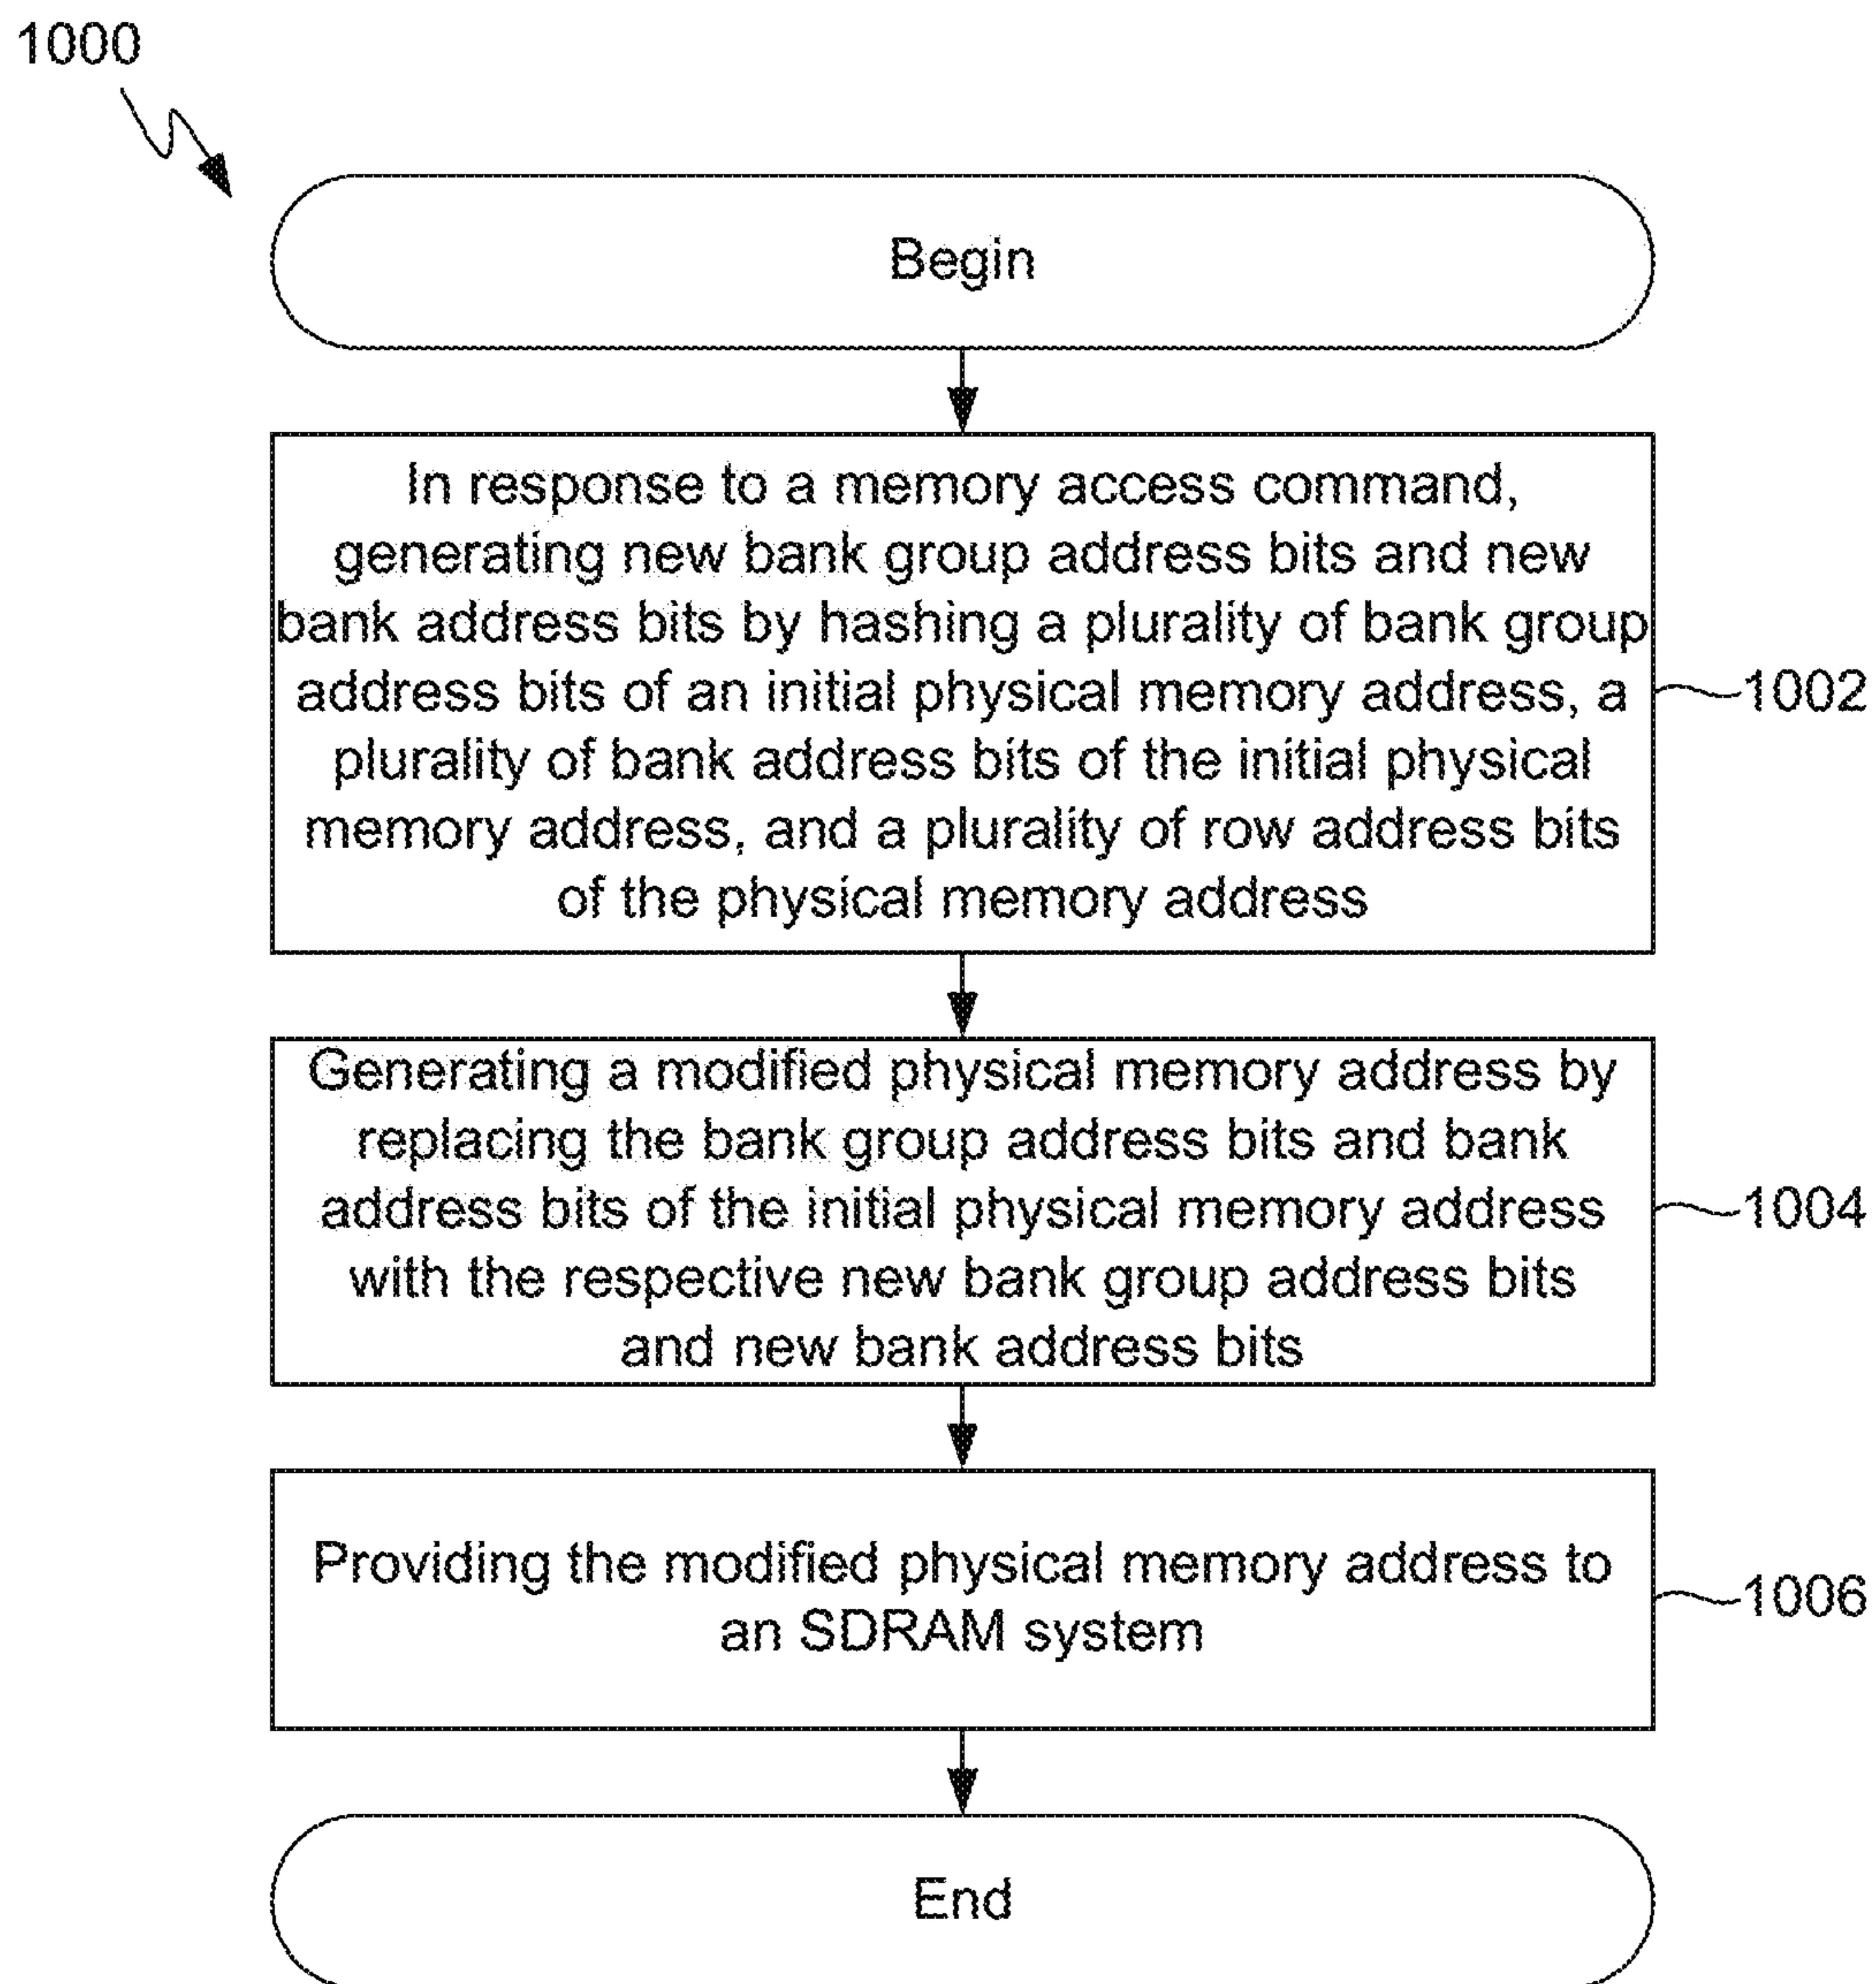 1000
Begin
In response to a memory access command,
generating new bank group address bits and new
bank address bits by hashing a plurality of bank group
address bits of an initial physical memory address, a
plurality of bank address bits of the initial physical
memory address, and a plurality of row address bits
of the physical memory address
1002
Generating a modified physical memory address by
replacing the bank group address bits and bank
address bits of the initial physical memory address
with the respective new bank group address bits
and new bank address bits
1004
Providing the modified physical memory address to
an SDRAM system
1006
End